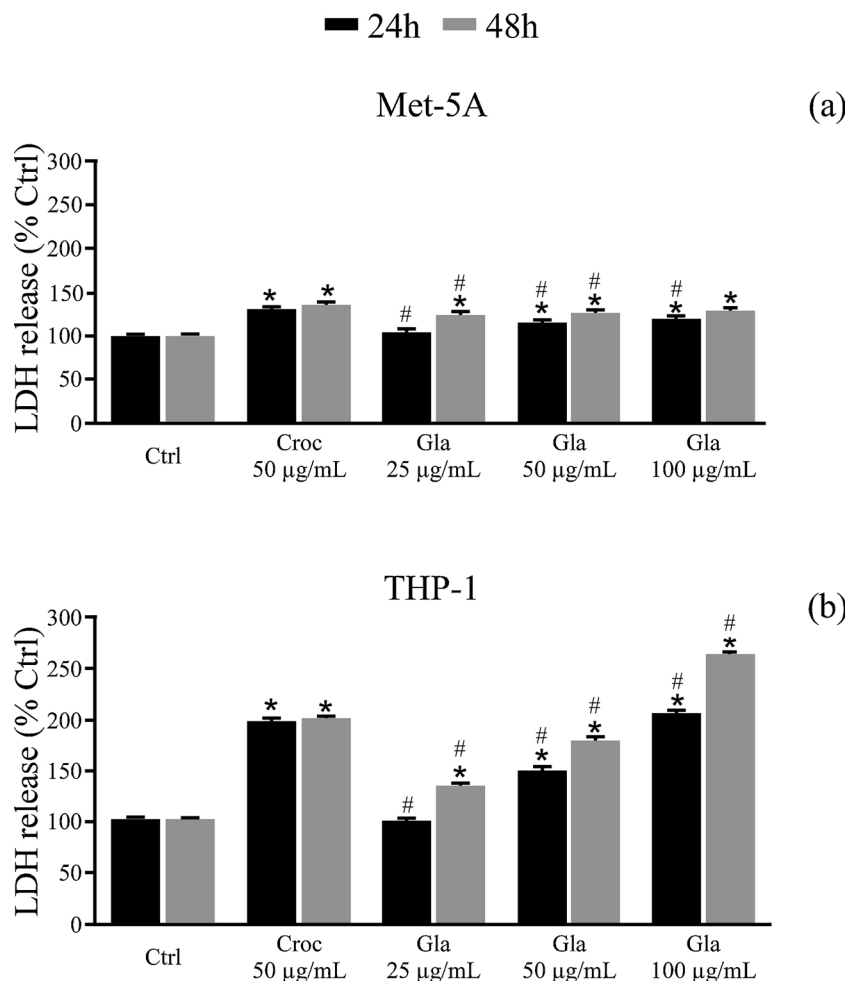 24h 48h
Met-5A (a)
LDH release (% Ctrl)
300
250
200
150
100
50
0
* * # # * # * # * # * *
Ctrl Croc Gla Gla Gla
50 µg/mL 25 µg/mL 50 µg/mL 100 µg/mL
THP-1 (b)
LDH release (% Ctrl)
300
250
200
150
100
50
0
* * # # * # * # * # * # *
Ctrl Croc Gla Gla Gla
50 µg/mL 25 µg/mL 50 µg/mL 100 µg/mL